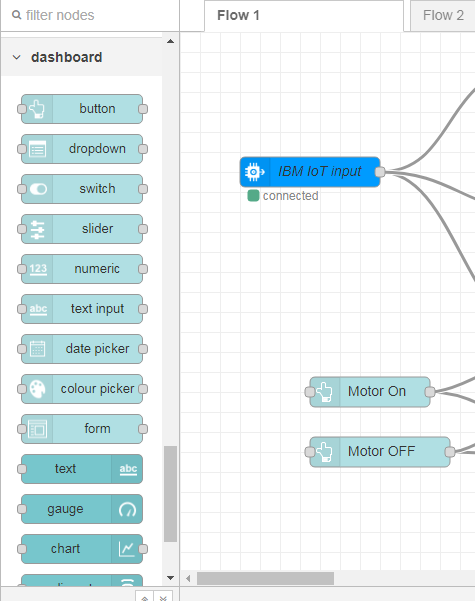 filter nodes
Flow 1
Flow 2
dashboard
button
dropdown
switch
slider
123 numeric
abc text input
date picker
colour picker
form
text abc
gauge
chart
IBM IoT input
connected
Motor On
Motor OFF